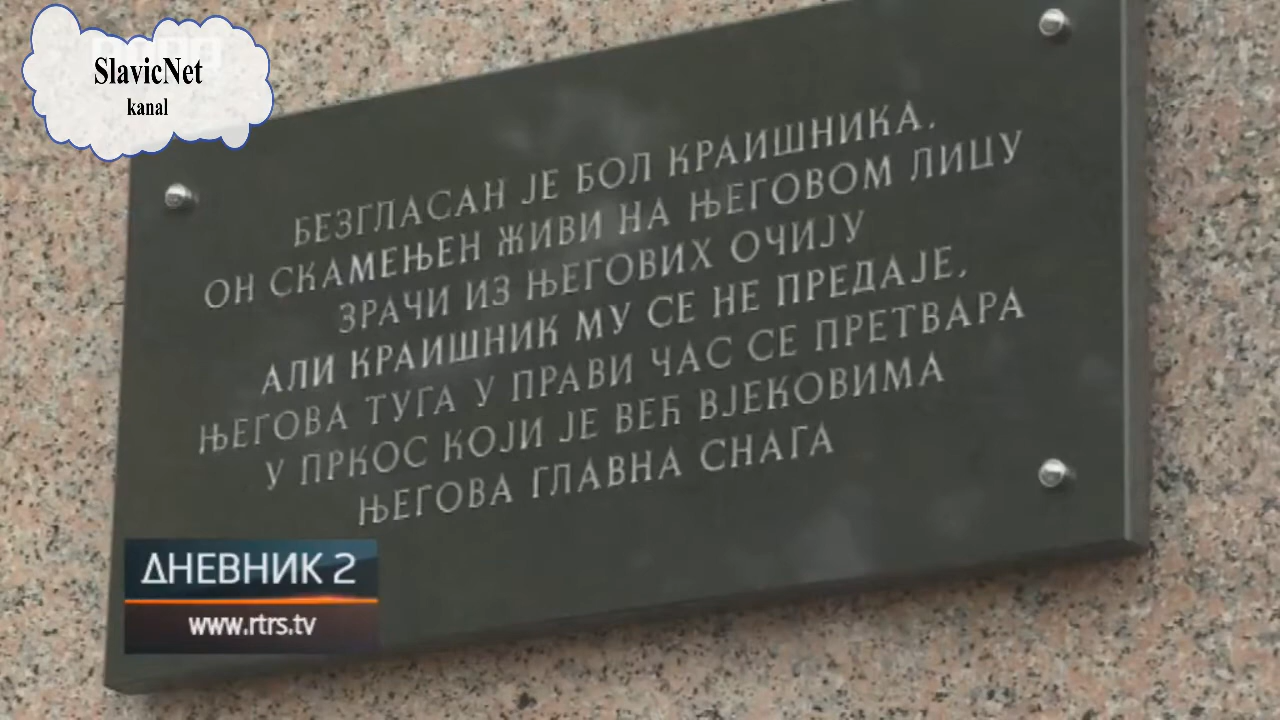 SlavicNet
kanal
БЕЗГЛАСАН ЈЕ БОЛ КРАИШНИКА.
ОН СКАМЕЊЕН ЖИВИ НА ЊЕГОВОМ ЛИЦУ
ЗРАЧИ ИЗ ЊЕГОВИХ ОЧИЈУ
АЛИ КРАИШНИК МУ СЕ НЕ ПРЕДАЈЕ,
ЊЕГОВА ТУГА У ПРАВИ ЧАС СЕ ПРЕТВАРА
У ПРКОС КОЈИ ЈЕ ВЕЋ ВЈЕКОВИМА
ЊЕГОВА ГЛАВНА СНАГА
ДНЕВНИК 2
www.rtrs.tv